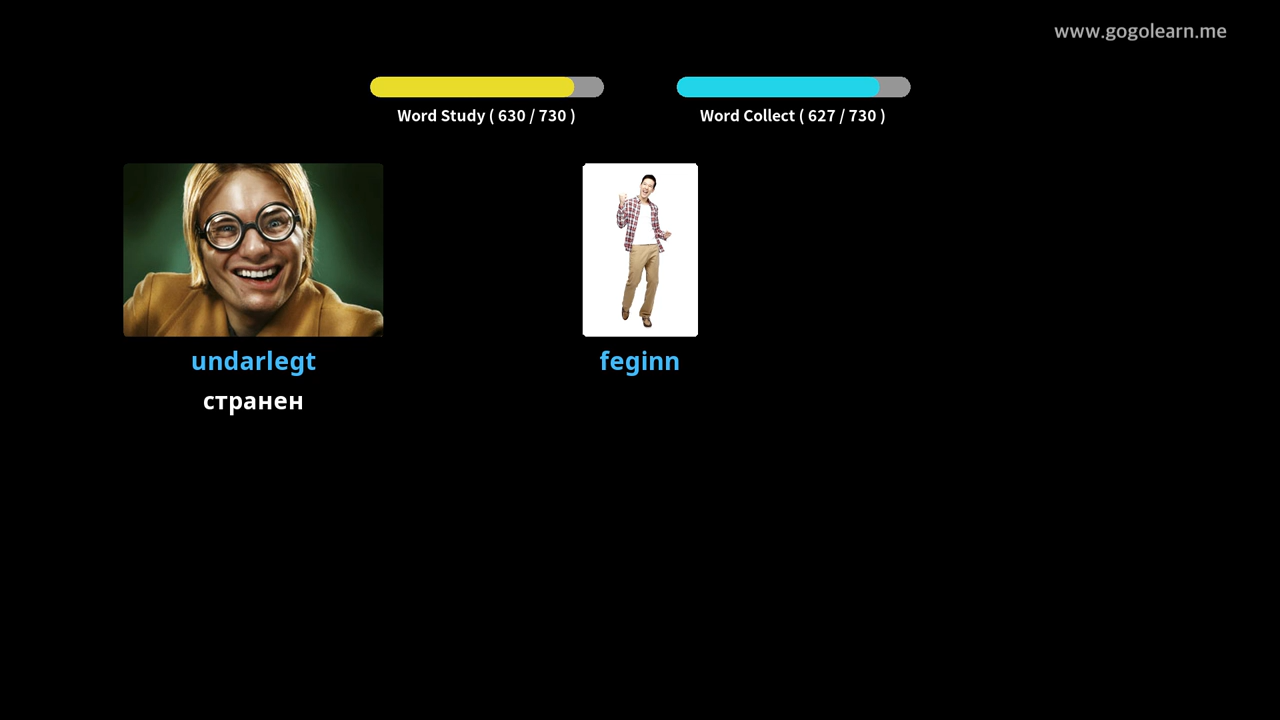 www.gogolearn.me
Word Study ( 630 / 730 )
Word Collect ( 627 / 730 )
undarlegt
странен
feginn